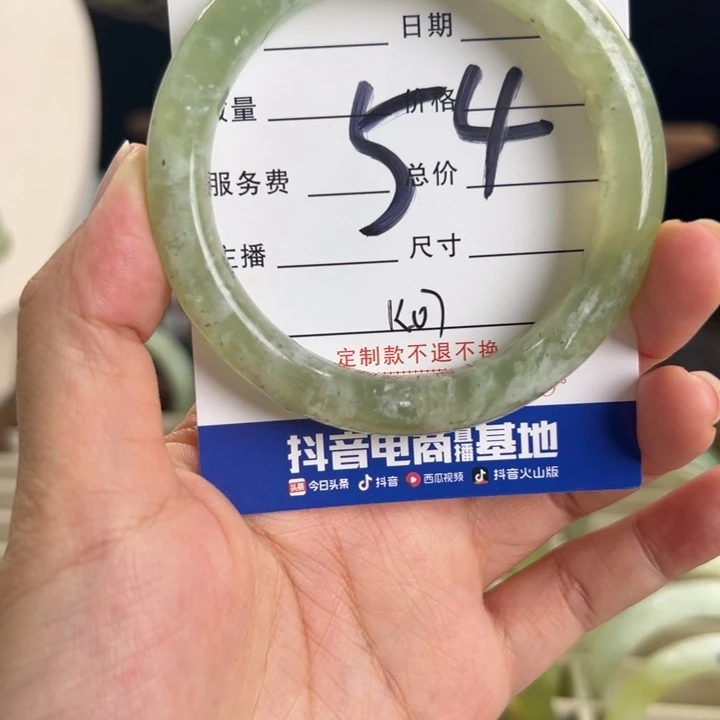 日期
量 价格
54
服务费 总价
主播 尺寸
定制款不退不换
抖音电商直播基地
今日头条 抖音 西瓜视频 抖音火山版